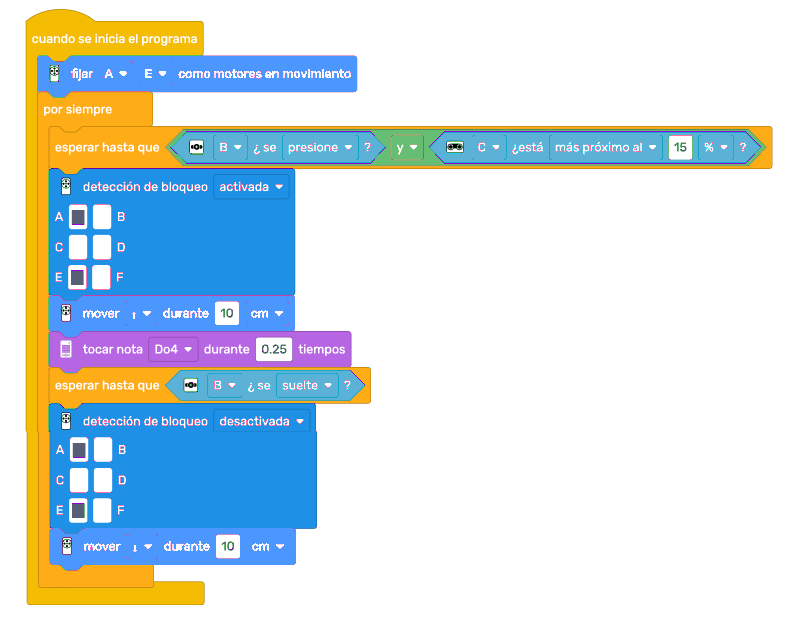 cuando se inicia el programa
fijar A E como motores en movimiento
por siempre
esperar hasta que B ¿ se presione ? y C ¿está más próximo al 15 % ?
detección de bloqueo activada
A B
C D
E F
mover ↑ durante 10 cm
tocar nota Do4 durante 0.25 tiempos
esperar hasta que B ¿ se suelte ?
detección de bloqueo desactivada
A B
C D
E F
mover ↓ durante 10 cm